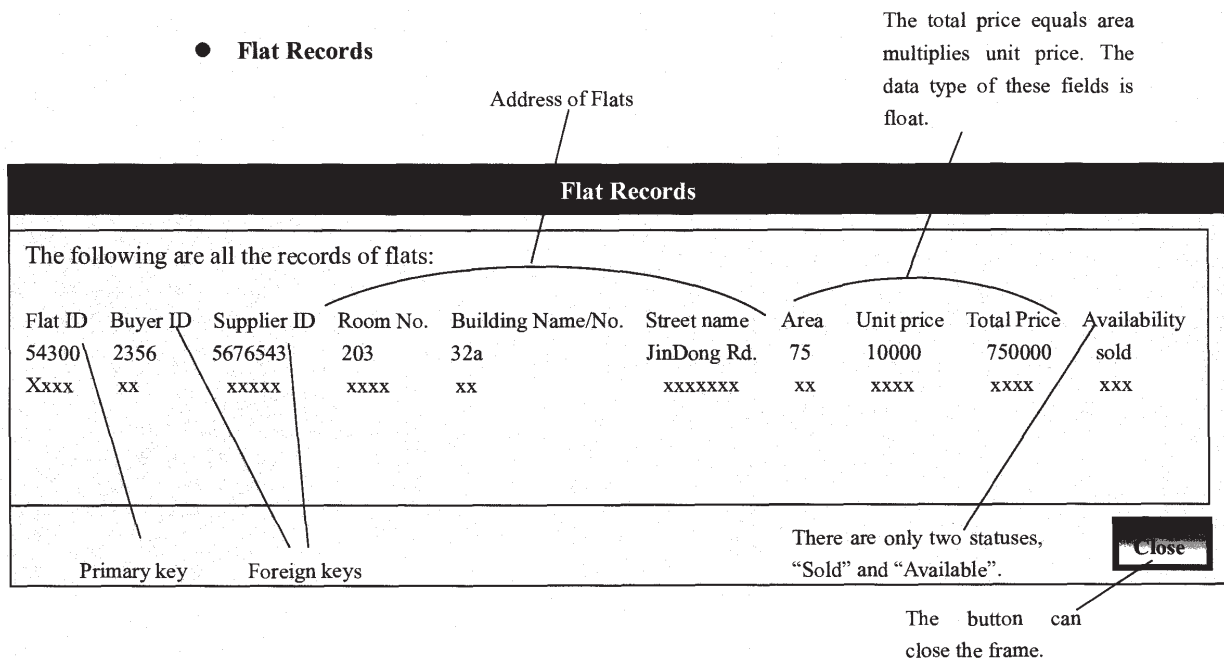 ● Flat Records
The total price equals area
multiplies unit price. The
data type of these fields is
float.
Address of Flats
Flat Records
The following are all the records of flats:
Flat ID Buyer ID Supplier ID Room No. Building Name/No. Street name Area Unit price Total Price Availability
54300 2356 5676543 203 32a JinDong Rd. 75 10000 750000 sold
Xxxx xx xxxxx xxxx xx xxxxxxx xx xxxx xxxx xxx
Primary key Foreign keys
There are only two statuses,
“Sold” and “Available”.
Close
The button can
close the frame.